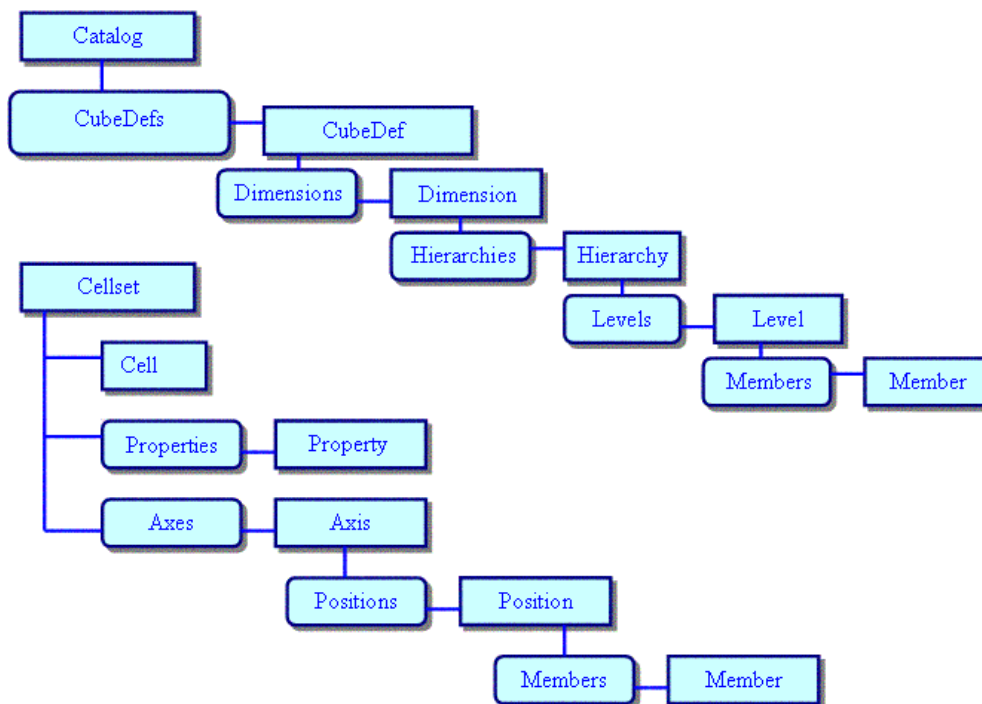 Catalog
CubeDefs
CubeDef
Dimensions
Dimension
Hierarchies
Hierarchy
Levels
Level
Members
Member
Cellset
Cell
Properties
Property
Axes
Axis
Positions
Position
Members
Member